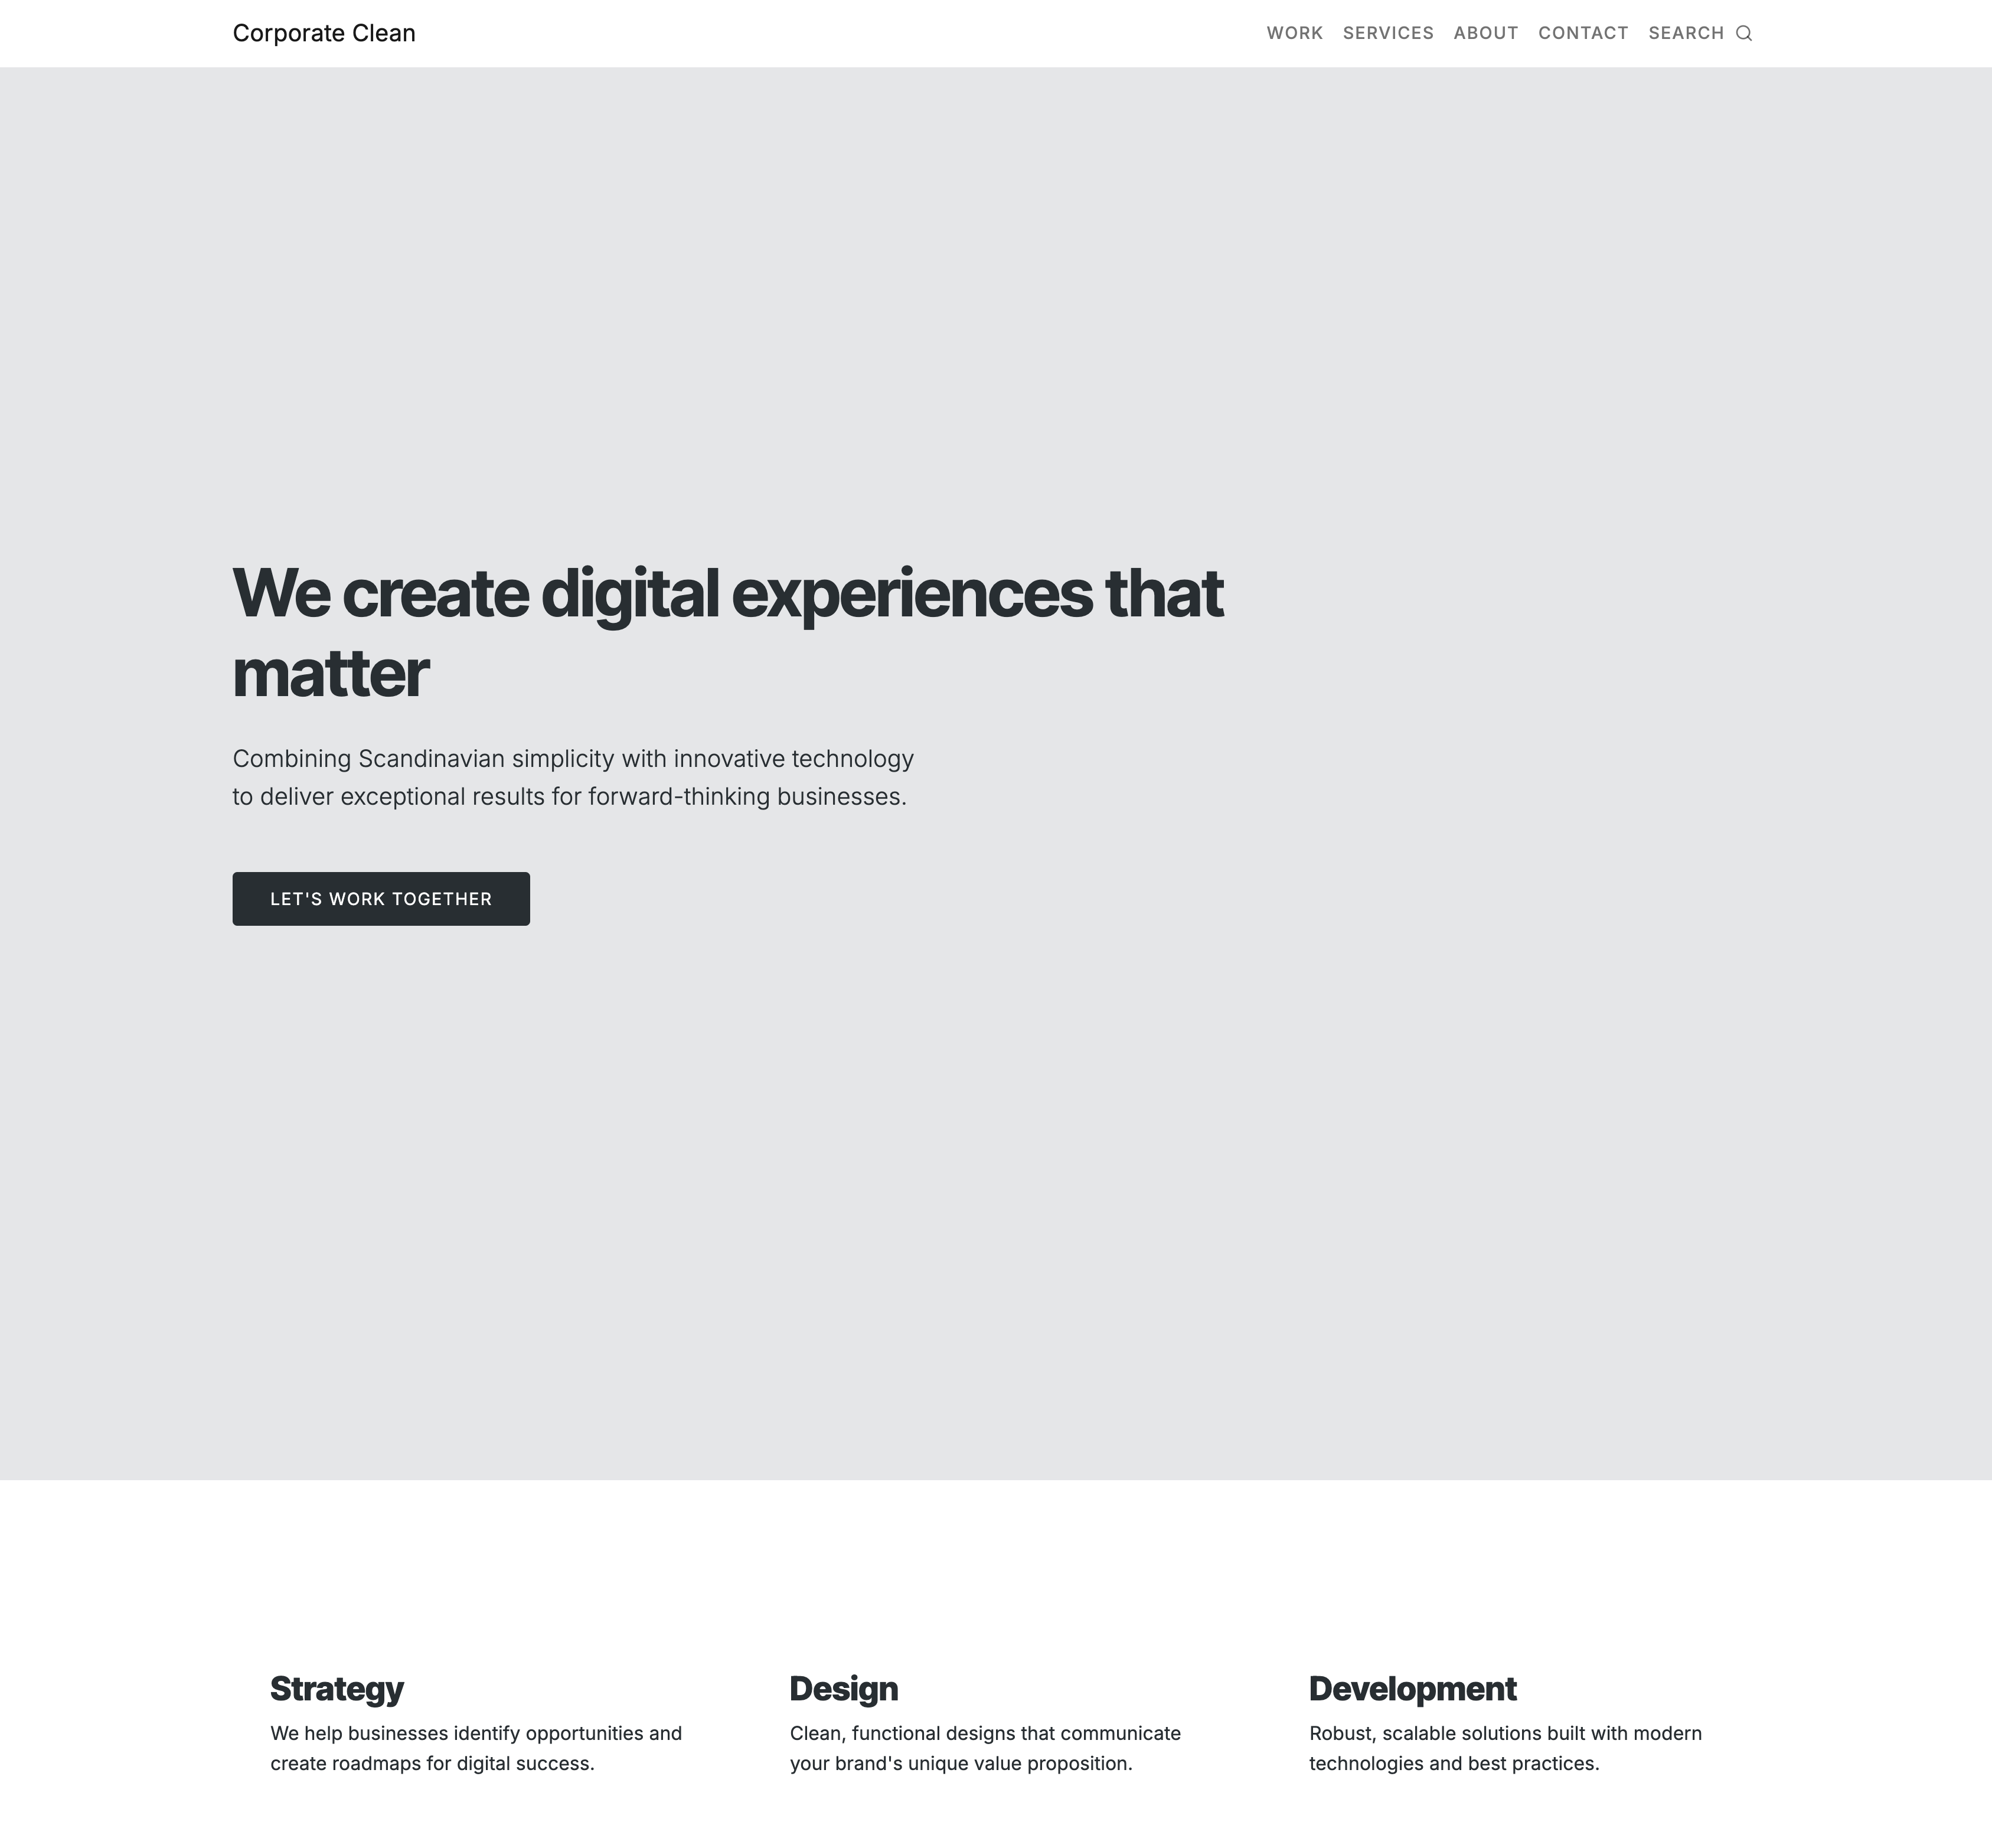 Corporate Clean
WORK SERVICES ABOUT CONTACT SEARCH
We create digital experiences that
matter
Combining Scandinavian simplicity with innovative technology
to deliver exceptional results for forward-thinking businesses.
LET'S WORK TOGETHER
Strategy
We help businesses identify opportunities and
create roadmaps for digital success.
Design
Clean, functional designs that communicate
your brand's unique value proposition.
Development
Robust, scalable solutions built with modern
technologies and best practices.